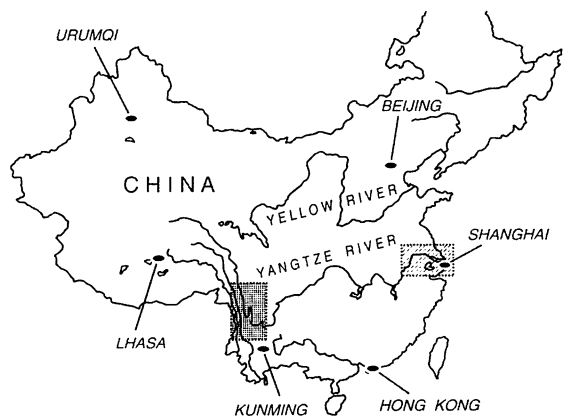 URUMQI
BEIJING
CHINA
YELLOW RIVER
SHANGHAI
YANGTZE RIVER
LHASA
KUNMING
HONG KONG